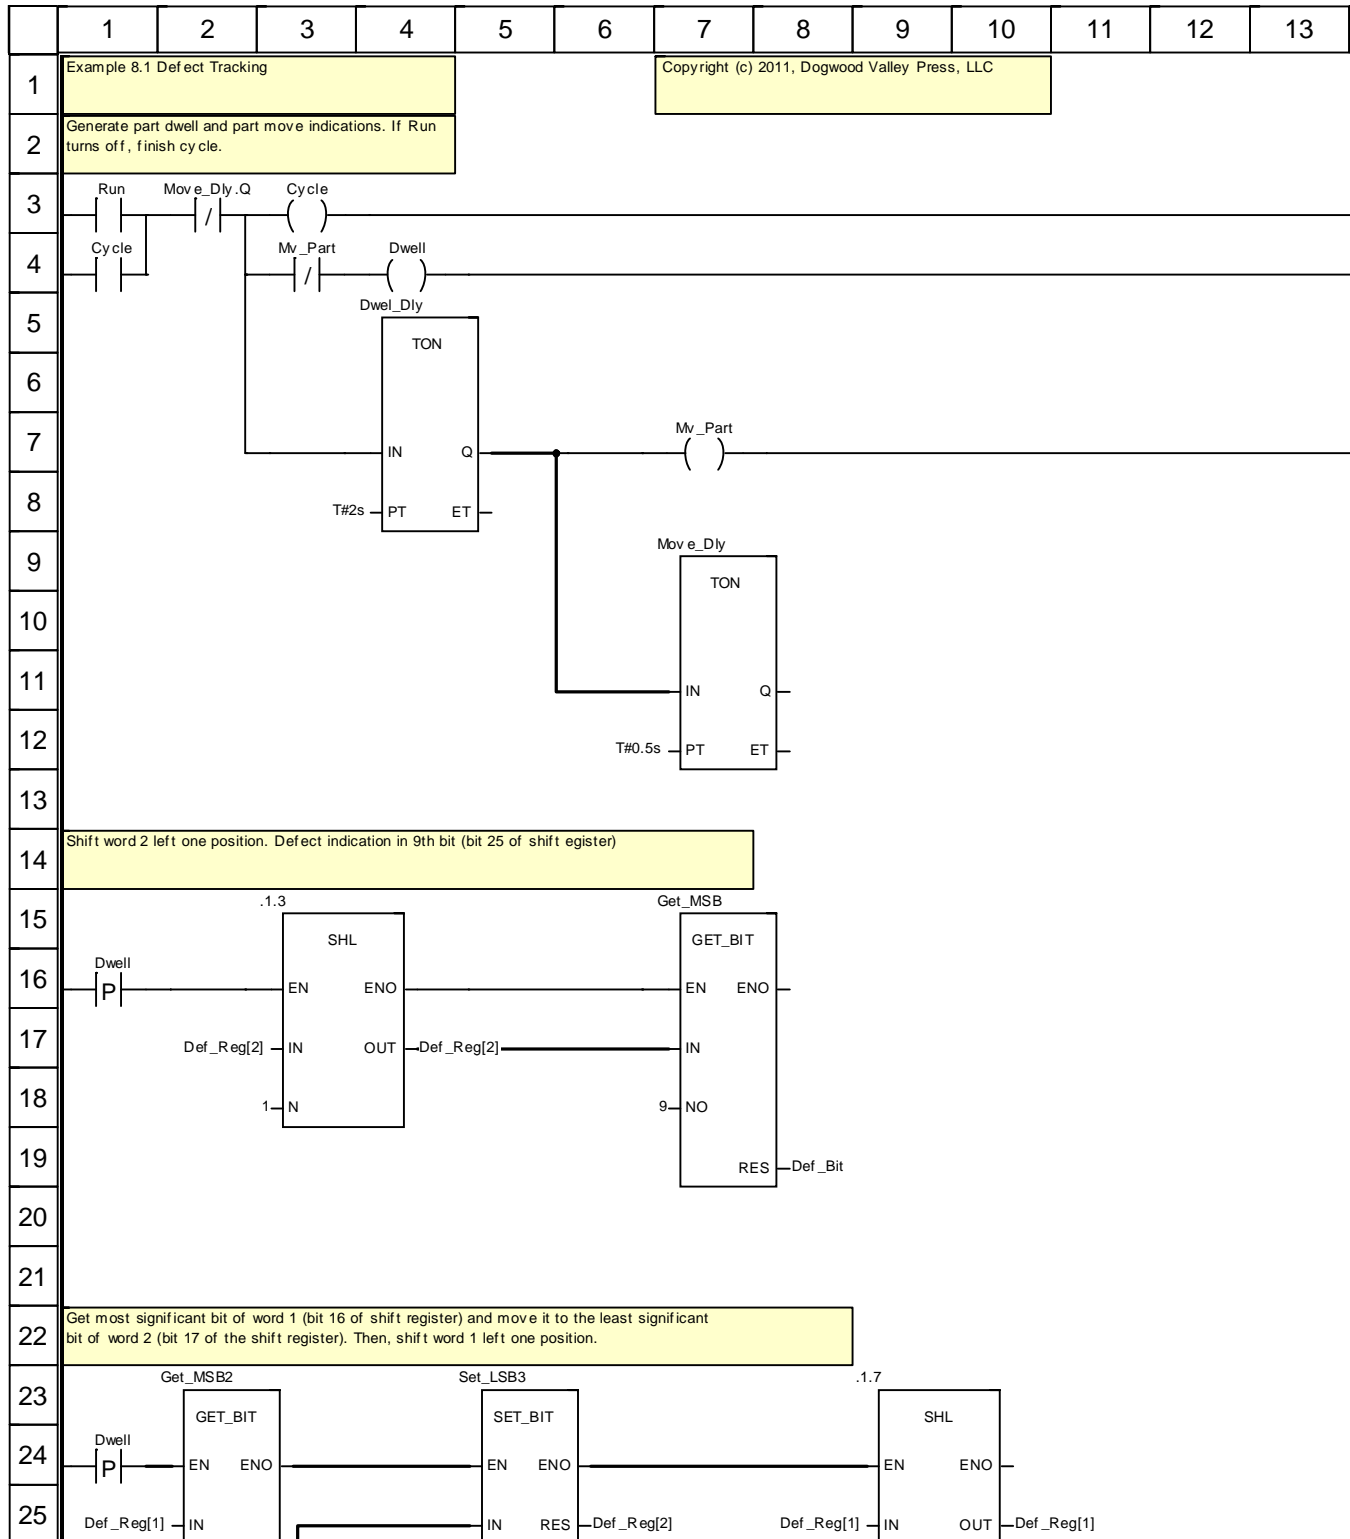 1 2 3 4 5 6 7 8 9 10 11 12 13
1
Example 8.1 Defect Tracking
Copyright (c) 2011, Dogwood Valley Press, LLC
2
Generate part dwell and part move indications. If Run
turns off, finish cycle.
3
Run Move_Dly.Q Cycle
/
4
Cycle Mv_Part Dwell
/
5
Dwel_Dly
TON
6
7
Mv_Part
IN Q
8
T#2s PT ET
9
Move_Dly
TON
10
11
IN Q
12
T#0.5s PT ET
13
14
Shift word 2 left one position. Defect indication in 9th bit (bit 25 of shift egister)
15
.1.3 Get_MSB
SHL GET_BIT
16
Dwell
P EN ENO EN ENO
17
Def_Reg[2] IN OUT Def_Reg[2] IN
18
1 N 9 NO
19
RES Def_Bit
20
21
22
Get most significant bit of word 1 (bit 16 of shift register) and move it to the least significant
bit of word 2 (bit 17 of the shift register). Then, shift word 1 left one position.
23
Get_MSB2 Set_LSB3 .1.7
GET_BIT SET_BIT SHL
24
Dwell
P EN ENO EN ENO EN ENO
25
Def_Reg[1] IN IN RES Def_Reg[2] Def_Reg[1] IN OUT Def_Reg[1]